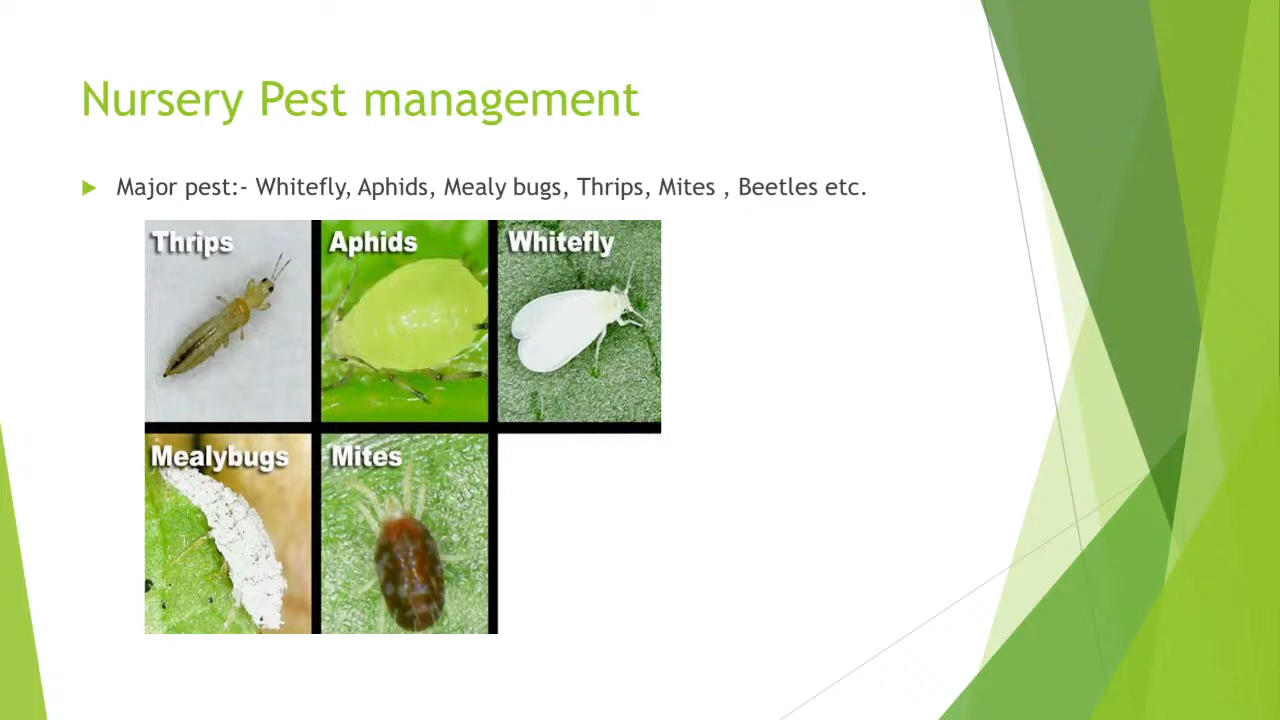 Nursery Pest management
Major pest:- Whitefly, Aphids, Mealy bugs, Thrips, Mites , Beetles etc.
Thrips
Aphids
Whitefly
Mealybugs
Mites